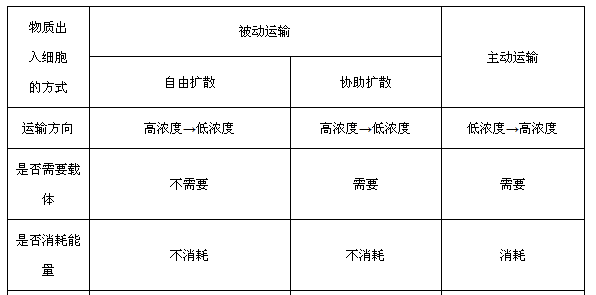 物质出
入细胞
的方式
被动运输
主动运输
自由扩散
协助扩散
运输方向
高浓度→低浓度
高浓度→低浓度
低浓度→高浓度
是否需要载
体
不需要
需要
需要
是否消耗能
量
不消耗
不消耗
消耗